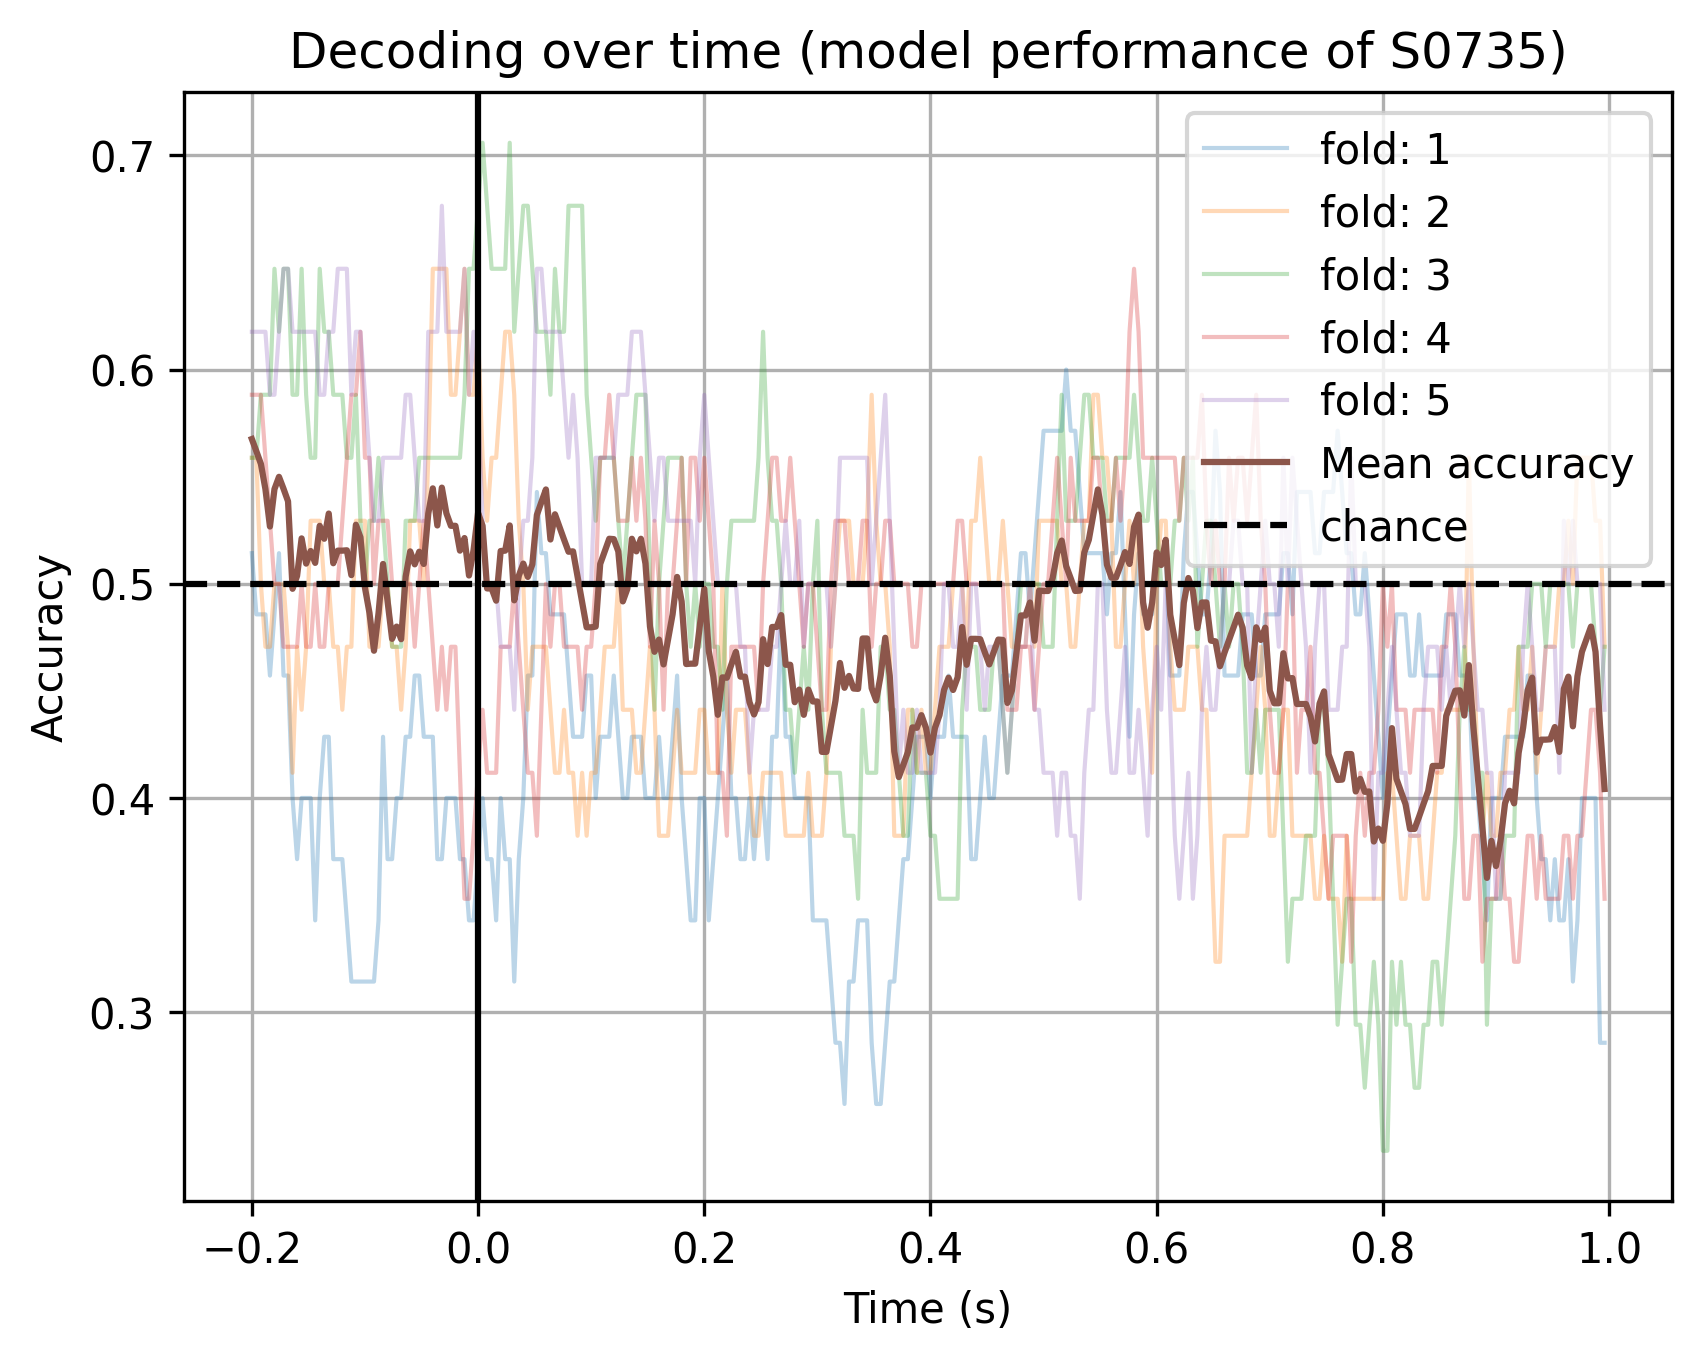 Decoding over time (model performance of S0735)
Accuracy
0.7
0.6
0.5
0.4
0.3
fold: 1
fold: 2
fold: 3
fold: 4
fold: 5
Mean accuracy
chance
−0.2 0.0 0.2 0.4 0.6 0.8 1.0
Time (s)